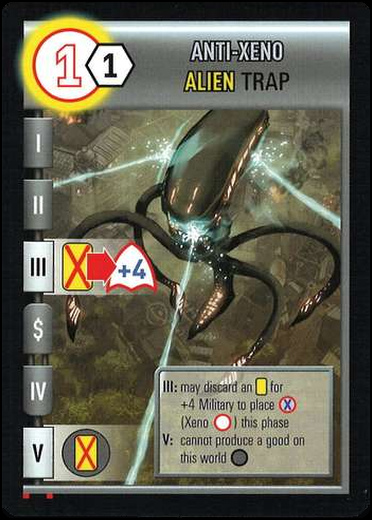 1 1
ANTI-XENO
ALIEN TRAP
I
II
III +4
$
IV
V
III: may discard an for
+4 Military to place
(Xeno ) this phase
V: cannot produce a good on
this world